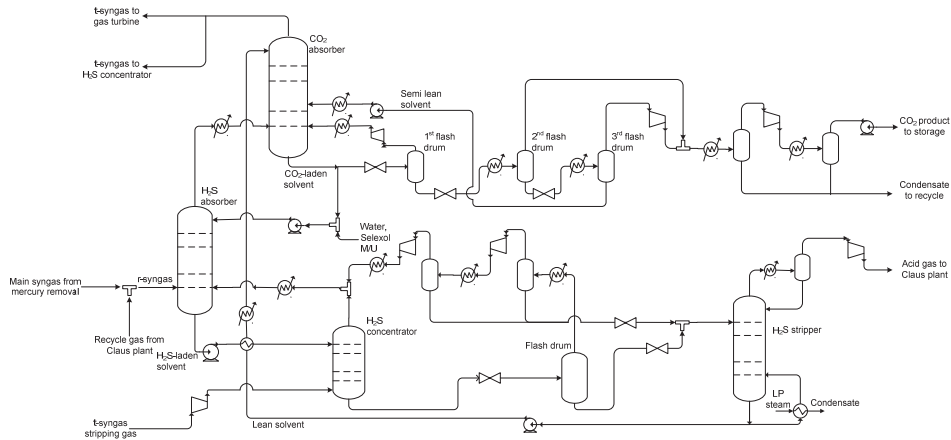 t-syngas to
gas turbine
CO2
absorber
t-syngas to
H2S concentrator
Semi lean
solvent
1st flash
drum
2nd flash
drum
3rd flash
drum
CO2 product
to storage
CO2-laden
solvent
Condensate
to recycle
H2S
absorber
Water,
Selexol
M/U
Main syngas from
mercury removal
r-syngas
Acid gas to
Claus plant
Recycle gas from
Claus plant
H2S-laden
solvent
H2S
concentrator
Flash drum
H2S stripper
LP
steam
Condensate
t-syngas
stripping gas
Lean solvent